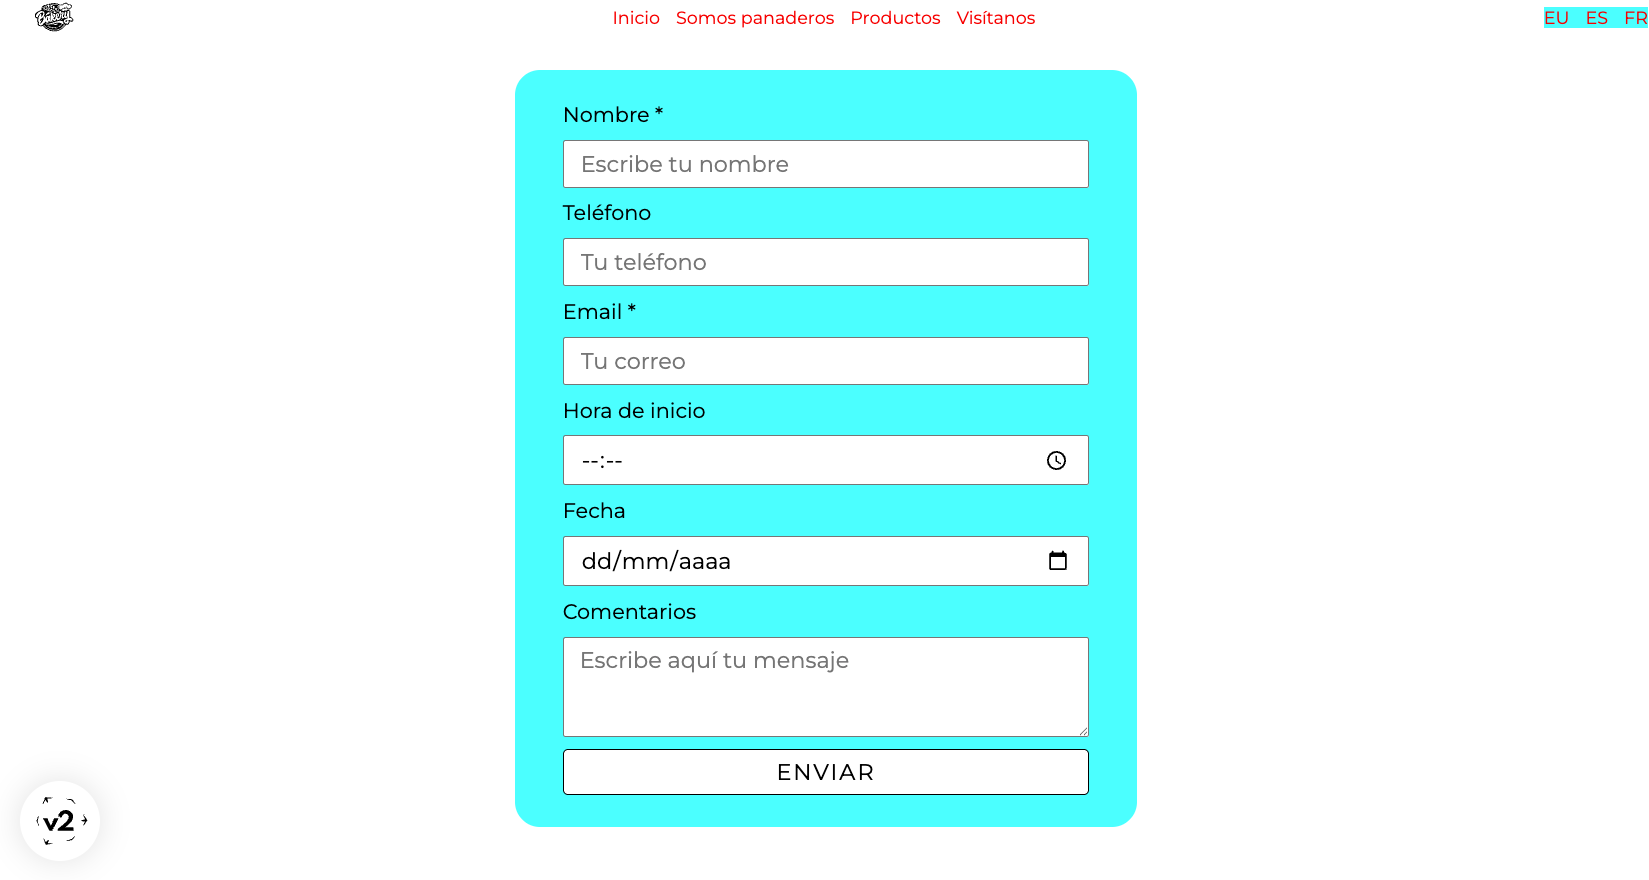 Bakery
Inicio Somos panaderos Productos Visítanos
EU ES FR
Nombre *
Escribe tu nombre
Teléfono
Tu teléfono
Email *
Tu correo
Hora de inicio
--:--
Fecha
dd/mm/aaaa
Comentarios
Escribe aquí tu mensaje
ENVIAR
v2